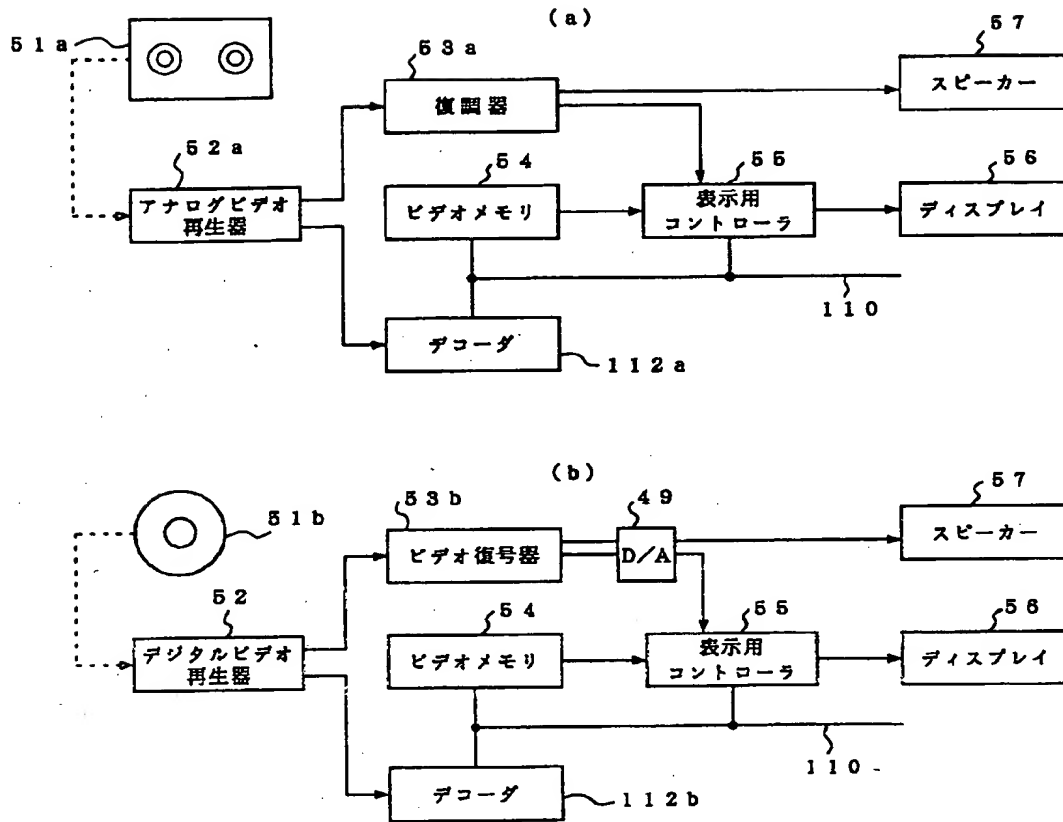 (a)
51a
53a
57
復調器
スピーカー
52a
54
55
56
アナログビデオ
再生器
ビデオメモリ
表示用
コントローラ
ディスプレイ
110
デコーダ
112a
(b)
51b
53b
49
57
ビデオ復号器
D/A
スピーカー
52
54
55
56
デジタルビデオ
再生器
ビデオメモリ
表示用
コントローラ
ディスプレイ
110
デコーダ
112b